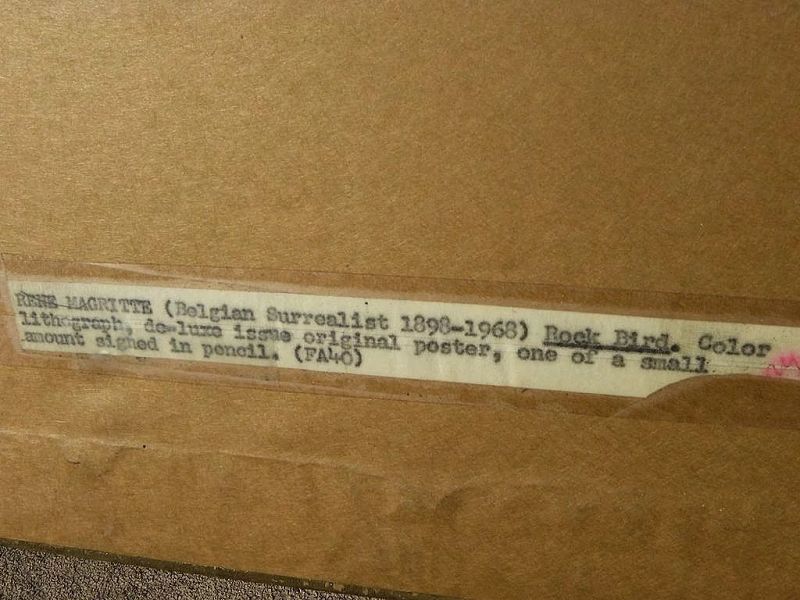 RENE MAGRITTE (Belgian Surrealist 1898-1968) Rock Bird. Color
lithograph, de-luxe issue original poster, one of a small
amount signed in pencil. (FA40)